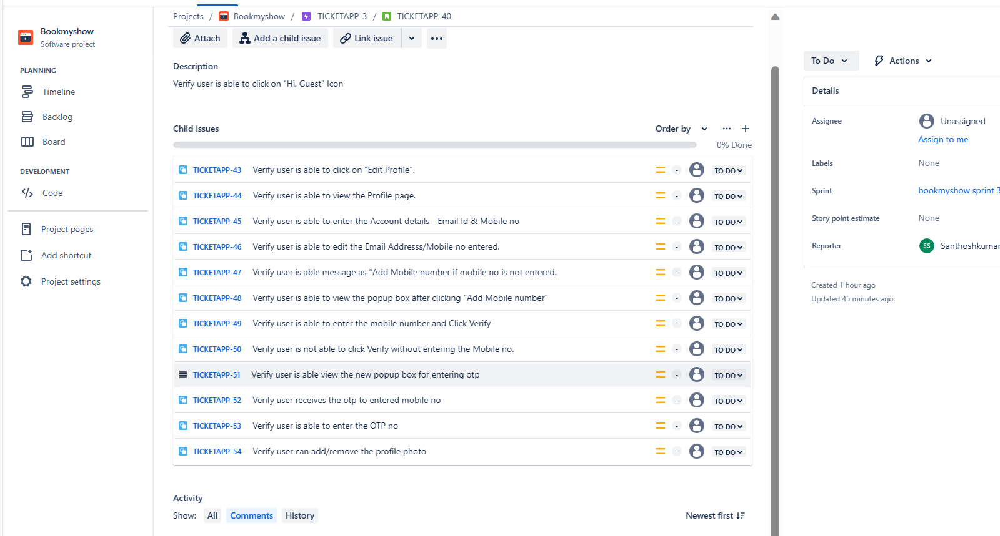 Projects / Bookmyshow / TICKETAPP-3 / TICKETAPP-40
Bookmyshow
Software project
PLANNING
Timeline
Backlog
Board
DEVELOPMENT
Code
Project pages
Add shortcut
Project settings
Attach Add a child issue Link issue
Description
Verify user is able to click on "Hi, Guest" Icon
Child issues Order by
0% Done
TICKETAPP-43 Verify user is able to click on "Edit Profile". - TO DO
TICKETAPP-44 Verify user is able to view the Profile page. - TO DO
TICKETAPP-45 Verify user is able to enter the Account details - Email Id & Mobile no - TO DO
TICKETAPP-46 Verify user is able to edit the Email Addresss/Mobile no entered. - TO DO
TICKETAPP-47 Verify user is able message as "Add Mobile number if mobile no is not entered. - TO DO
TICKETAPP-48 Verify user is able to view the popup box after clicking "Add Mobile number" - TO DO
TICKETAPP-49 Verify user is able to enter the mobile number and Click Verify - TO DO
TICKETAPP-50 Verify user is not able to click Verify without entering the Mobile no. - TO DO
TICKETAPP-51 Verify user is able view the new popup box for entering otp - TO DO
TICKETAPP-52 Verify user receives the otp to entered mobile no - TO DO
TICKETAPP-53 Verify user is able to enter the OTP no - TO DO
TICKETAPP-54 Verify user can add/remove the profile photo - TO DO
Activity
Show: All Comments History Newest first
To Do Actions
Details
Assignee Unassigned
Assign to me
Labels None
Sprint bookmyshow sprint 3
Story point estimate None
Reporter SS Santhoshkumar
Created 1 hour ago
Updated 45 minutes ago